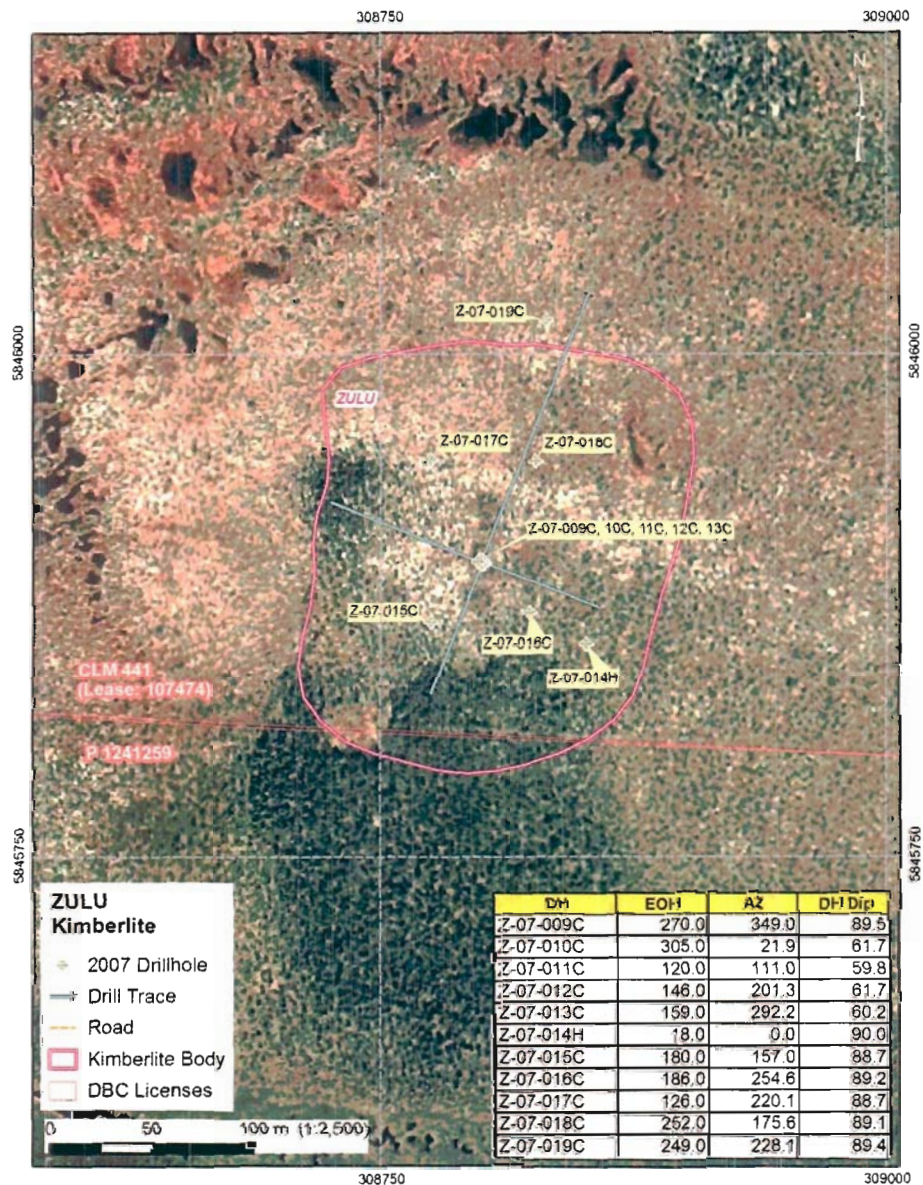 308750 309000
N
Z-07-019C
5846000 5846000
ZULU
Z-07-017C Z-07-018C
Z-07-009C, 10C, 11C, 12C, 13C
Z-07-015C
Z-07-016C
Z-07-014H
CLM 441
(Lease: 107474)
P 1241259
5845750 5845750
ZULU
Kimberlite
2007 Drillhole
Drill Trace
Road
Kimberlite Body
DBC Licenses
0 50 100 m (1:2,500)
DH EOH AZ DH Dip
Z-07-009C 270.0 349.0 89.5
Z-07-010C 305.0 21.9 61.7
Z-07-011C 120.0 111.0 59.8
Z-07-012C 146.0 201.3 61.7
Z-07-013C 159.0 292.2 60.2
Z-07-014H 18.0 0.0 90.0
Z-07-015C 180.0 157.0 88.7
Z-07-016C 186.0 254.6 89.2
Z-07-017C 126.0 220.1 88.7
Z-07-018C 252.0 175.6 89.1
Z-07-019C 249.0 228.1 89.4
308750 309000